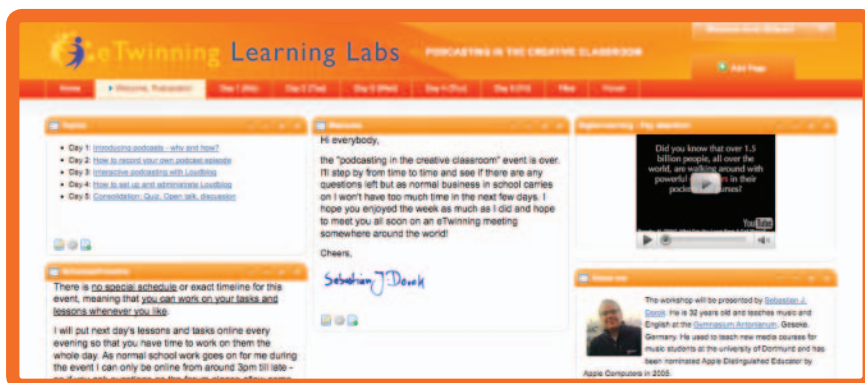 eTwinning Learning Labs
PODCASTING IN THE CREATIVE CLASSROOM
Add Page
Home
Welcome, Participants!
Day 1 (Mo)
Day 2 (Tue)
Day 3 (Wed)
Day 4 (Thu)
Day 5 (Fri)
Topics
Day 1: Introducing podcasts - why and how?
Day 2: How to record your own podcast episode
Day 3: Interactive podcasting with Loudblog
Day 4: How to set up and administrate Loudblog
Day 5: Consolidation: Quiz, Open talk, discussion
There is no special schedule or exact timeline for this
event, meaning that you can work on your tasks and
lessons whenever you like.
I will put next day's lessons and tasks online every
evening so that you have time to work on them the
whole day. As normal school work goes on for me during
the event I can only be online from around 3pm till late -
Welcome
Hi everybody,
the "podcasting in the creative classroom" event is over.
I'll step by from time to time and see if there are any
questions left but as normal business in school carries
on I won't have too much time in the next few days. I
hope you enjoyed the week as much as I did and hope
to meet you all soon on an eTwinning meeting
somewhere around the world!
Cheers,
Sebastian J. Dorok
Did you know that over 1.5
billion people, all over the
world, are walking around with
powerful
in their
YouTube
About me
The workshop will be presented by Sebastian J.
Dorok. He is 32 years old and teaches music and
English at the Gymnasium Antonianum, Geseke,
Germany. He used to teach new media courses for
music students at the university of Dortmund and has
been nominated Apple Distinguished Educator by
Apple Computers in 2005.